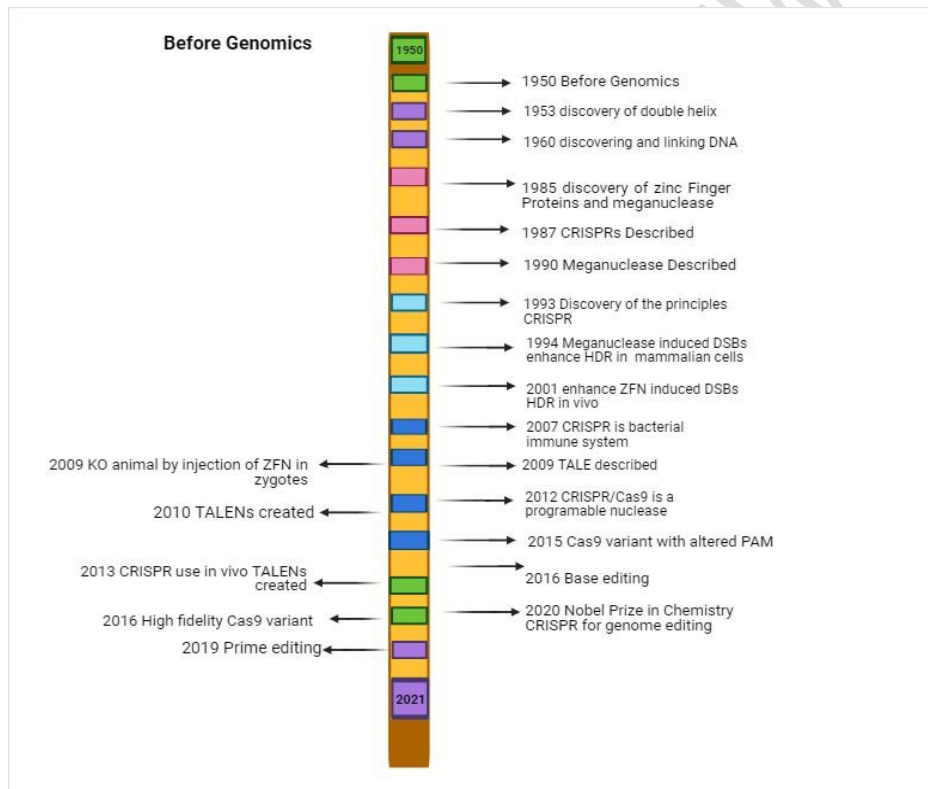 Before Genomics
1950
1950 Before Genomics
1953 discovery of double helix
1960 discovering and linking DNA
1985 discovery of zinc Finger
Proteins and meganuclease
1987 CRISPRs Described
1990 Meganuclease Described
1993 Discovery of the principles
CRISPR
1994 Meganuclease induced DSBs
enhance HDR in mammalian cells
2001 enhance ZFN induced DSBs
HDR in vivo
2007 CRISPR is bacterial
immune system
2009 KO animal by injection of ZFN in
zygotes
2009 TALE described
2010 TALENs created
2012 CRISPR/Cas9 is a
programable nuclease
2015 Cas9 variant with altered PAM
2013 CRISPR use in vivo TALENs
created
2016 Base editing
2016 High fidelity Cas9 variant
2020 Nobel Prize in Chemistry
CRISPR for genome editing
2019 Prime editing
2021